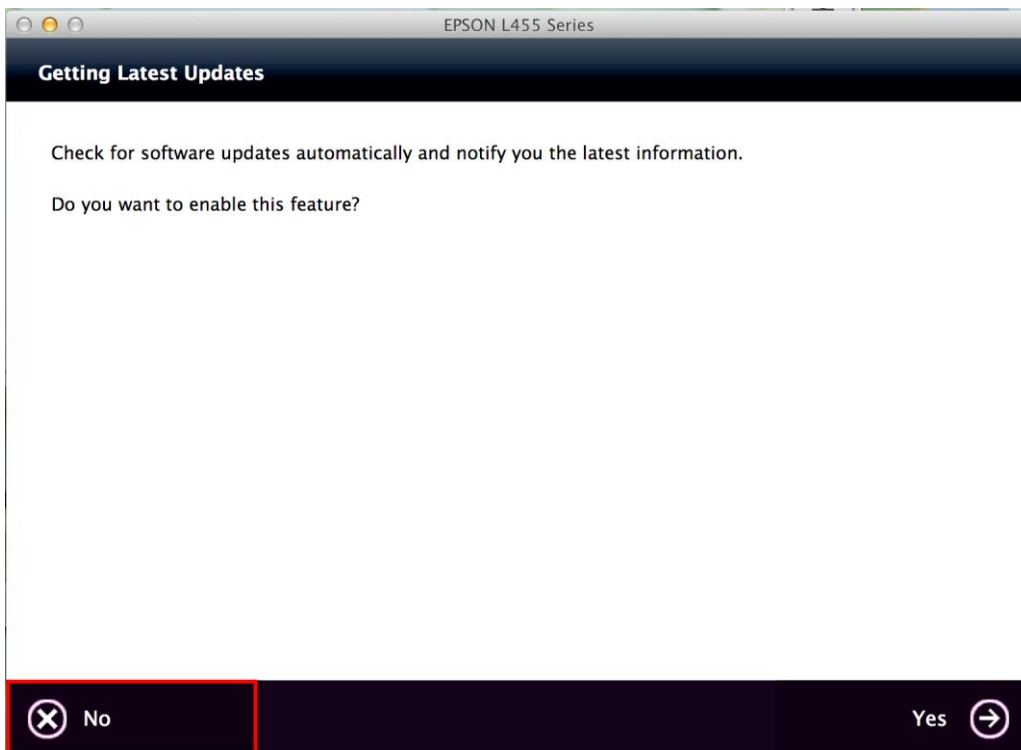 EPSON L455 Series
Getting Latest Updates
Check for software updates automatically and notify you the latest information.
Do you want to enable this feature?
No
Yes